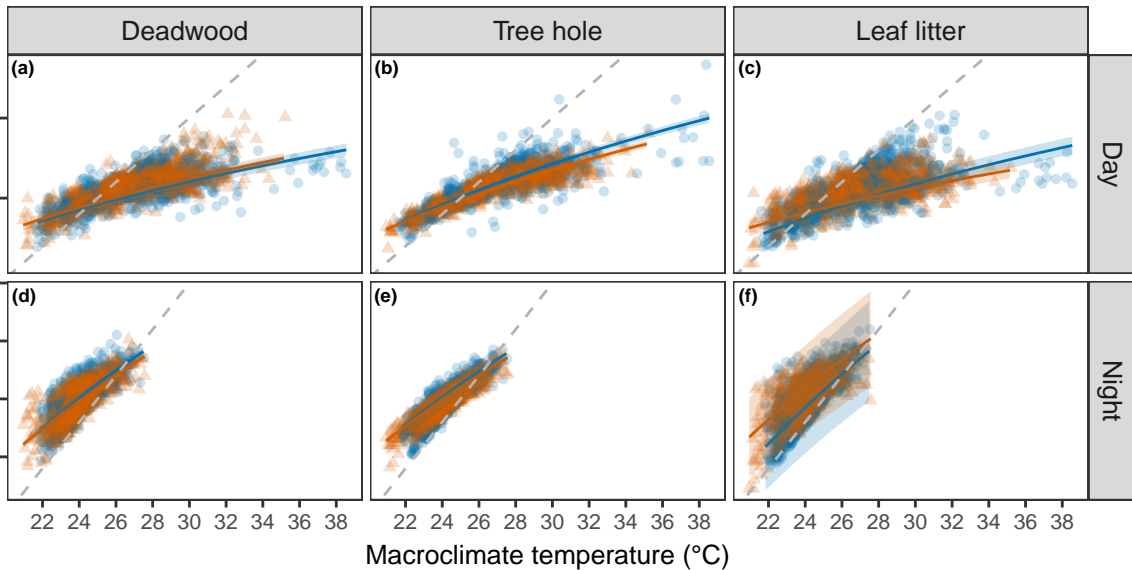 Deadwood Tree hole Leaf litter
(a) (b) (c)
Day
(d) (e) (f)
Night
22 24 26 28 30 32 34 36 38 22 24 26 28 30 32 34 36 38 22 24 26 28 30 32 34 36 38
Macroclimate temperature (°C)